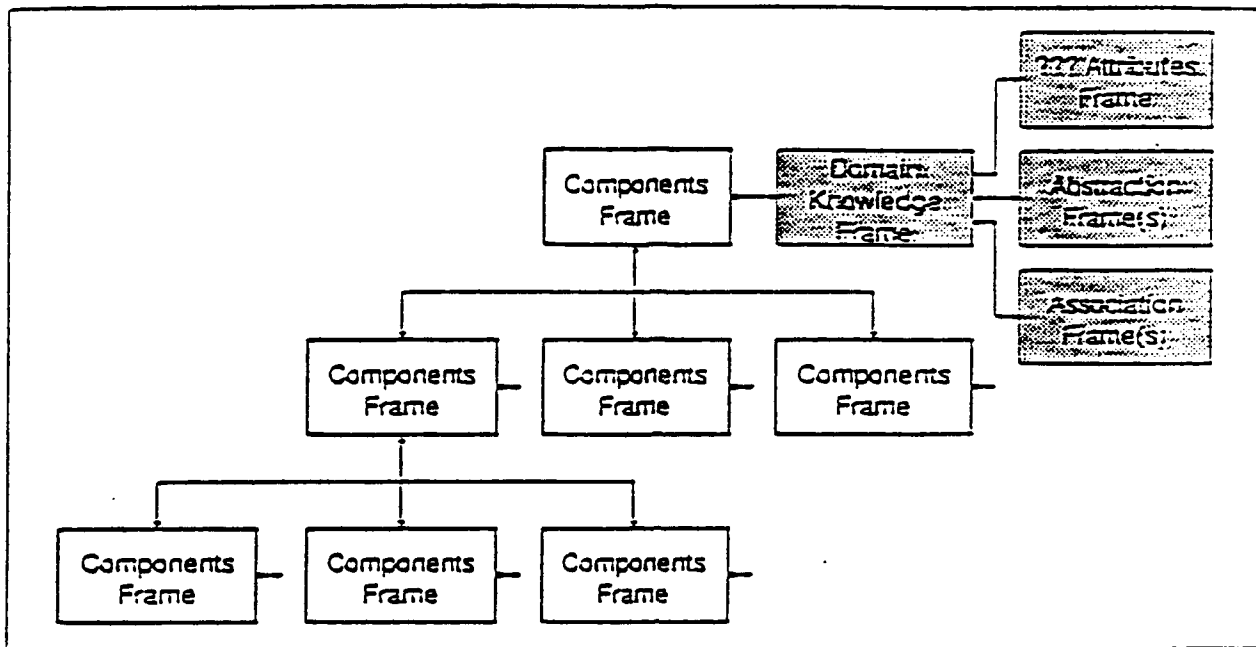 ??? Attributes
Frame
Components
Frame
Domain
Knowledge
Frame
Abstraction
Frame(s)
Association
Frame(s)
Components
Frame
Components
Frame
Components
Frame
Components
Frame
Components
Frame
Components
Frame